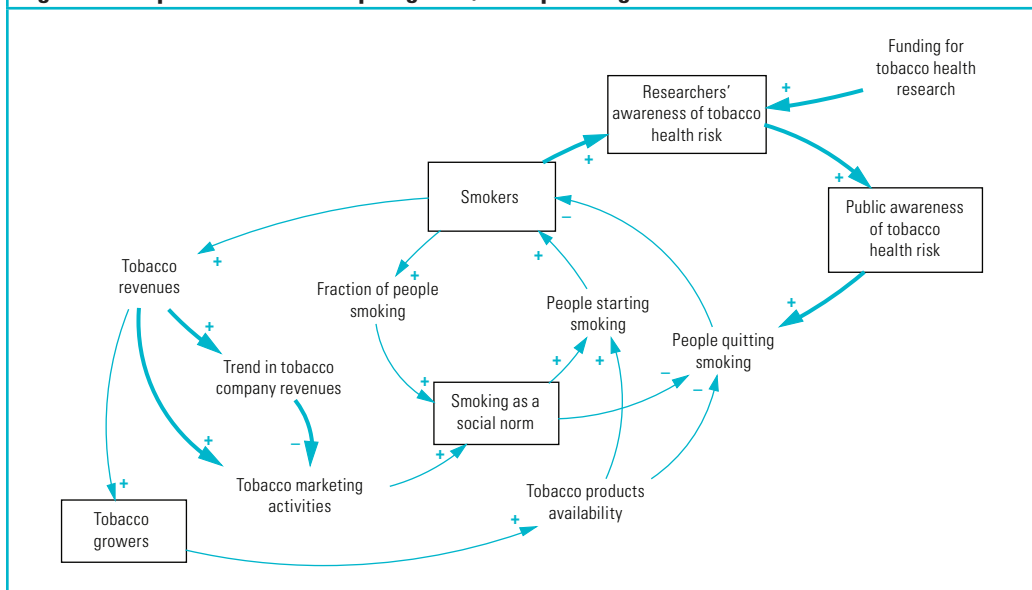 Funding for
tobacco health
research
+
Researchers'
awareness of tobacco
health risk
+
+
Smokers
–
+
Public awareness
of tobacco
health risk
+
+
+
Tobacco
revenues
Fraction of people
smoking
People starting
smoking
+
People quitting
smoking
+
Trend in tobacco
company revenues
+
+
+
–
–
Smoking as a
social norm
+
–
+
Tobacco marketing
activities
Tobacco products
availability
+
+
Tobacco
growers